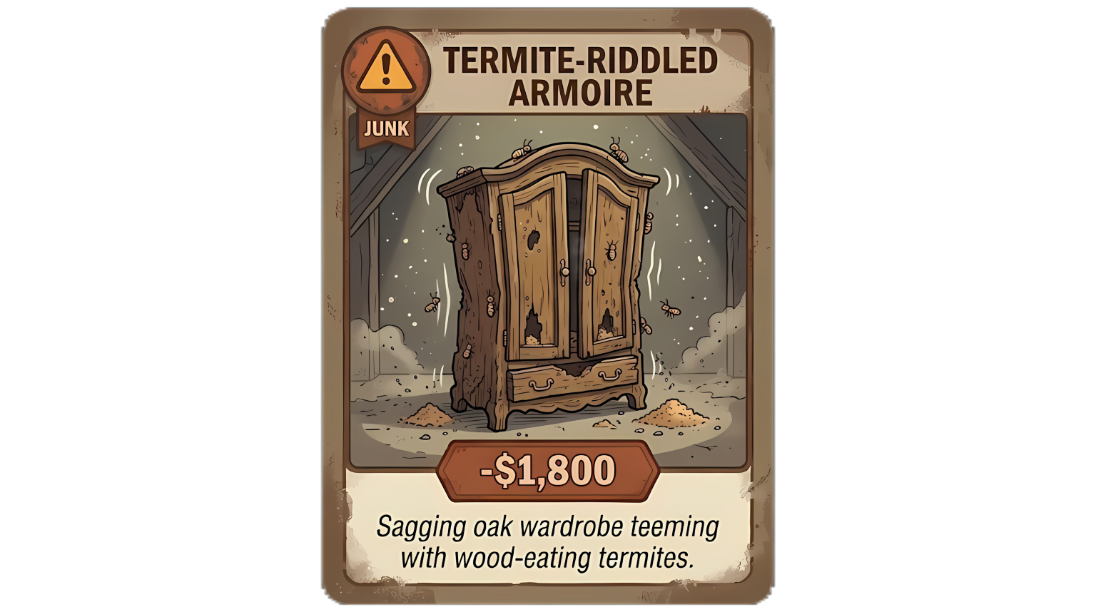 TERMITE-RIDDLED
ARMOIRE
JUNK
-$1,800
Sagging oak wardrobe teeming
with wood-eating termites.